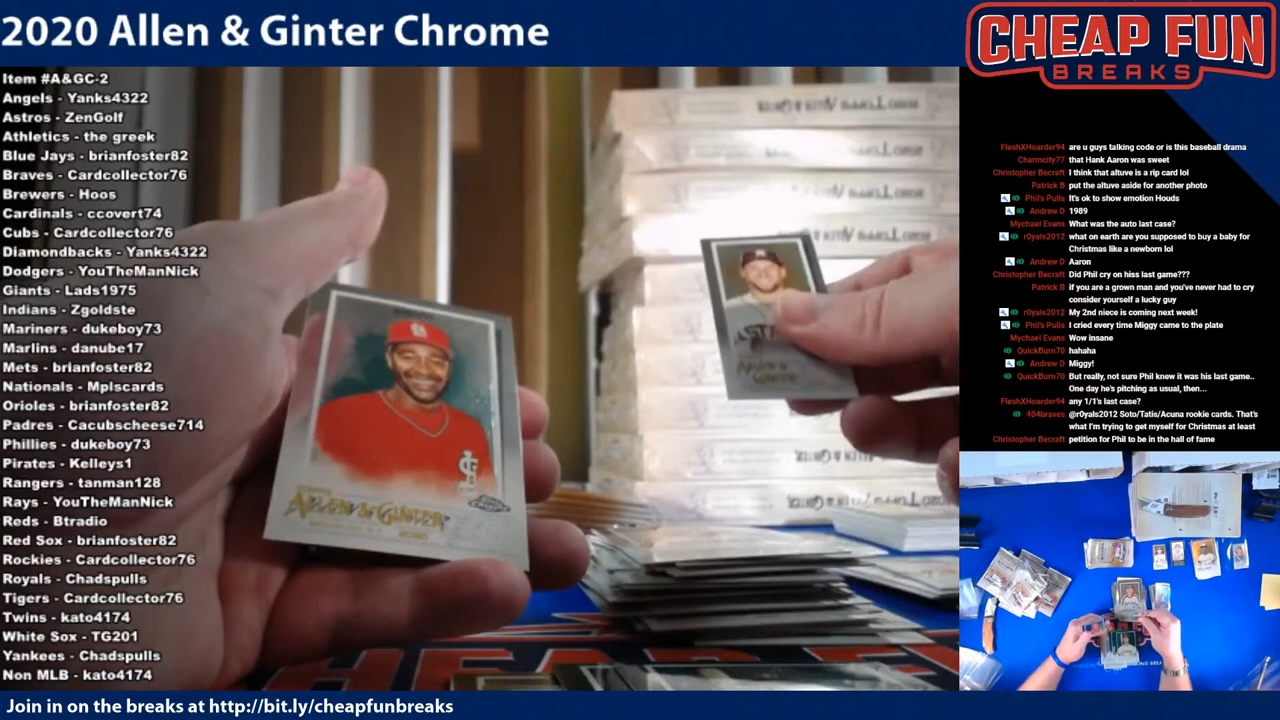 2020 Allen & Ginter Chrome
CHEAP FUN
BREAKS
Item #A&GC-2
Angels - Yanks4322
Astros - ZenGolf
Athletics - the greek
Blue Jays - brianfoster82
Braves - Cardcollector76
Brewers - Hoos
Cardinals - ccovert74
Cubs - Cardcollector76
Diamondbacks - Yanks4322
Dodgers - YouTheManNick
Giants - Lads1975
Indians - Zgoldste
Mariners - dukeboy73
Marlins - danube17
Mets - brianfoster82
Nationals - Mplscards
Orioles - brianfoster82
Padres - Cacubscheese714
Phillies - dukeboy73
Pirates - Kelleys1
Rangers - tanman128
Rays - YouTheManNick
Reds - Btradio
Red Sox - brianfoster82
Rockies - Cardcollector76
Royals - Chadspulls
Tigers - Cardcollector76
Twins - kato4174
White Sox - TG201
Yankees - Chadspulls
Non MLB - kato4174
ALLEN & GINTER
2020
FleshXHoarder94 are u guys talking code or is this baseball drama
Charmcity77 that Hank Aaron was sweet
Christopher Becraft I think that altuve is a rip card lol
Patrick B put the altuve aside for another photo
Phil's Pulls It's ok to show emotion Houds
Andrew D 1989
Mychael Evans What was the auto last case?
r0yals2012 what on earth are you supposed to buy a baby for
Christmas like a newborn lol
Andrew D Aaron
Christopher Becraft Did Phil cry on hiss last game???
Patrick B if you are a grown man and you've never had to cry
consider yourself a lucky guy
r0yals2012 My 2nd niece is coming next week!
Phil's Pulls I cried every time Miggy came to the plate
Mychael Evans Wow insane
QuickBurn70 hahaha
Andrew D Miggy!
QuickBurn70 But really, not sure Phil knew it was his last game..
One day he's pitching as usual, then...
FleshXHoarder94 any 1/1's last case?
404braves @r0yals2012 Soto/Tatis/Acuna rookie cards. That's
what I'm trying to get myself for Christmas at least
Christopher Becraft petition for Phil to be in the hall of fame
Join in on the breaks at http://bit.ly/cheapfunbreaks